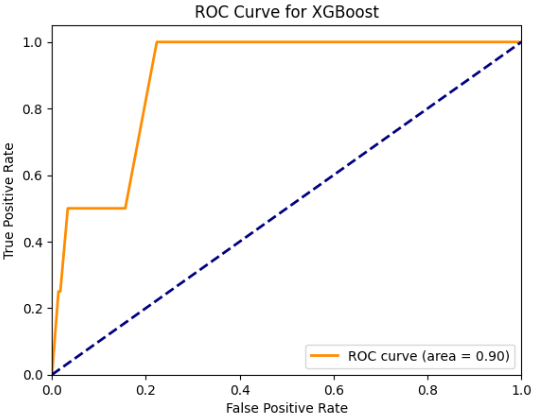 ROC Curve for XGBoost
1.0
0.8
0.6
0.4
0.2
0.0
True Positive Rate
ROC curve (area = 0.90)
0.0 0.2 0.4 0.6 0.8 1.0
False Positive Rate